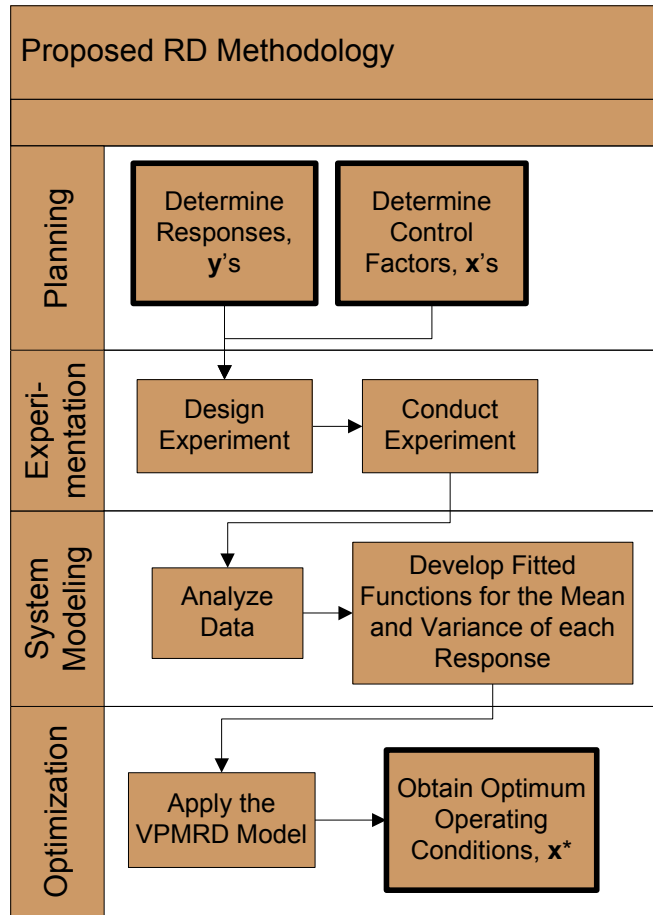 Proposed RD Methodology
Planning
Determine
Responses,
y's
Determine
Control
Factors, x's
Experi-
mentation
Design
Experiment
Conduct
Experiment
System
Modeling
Analyze
Data
Develop Fitted
Functions for the Mean
and Variance of each
Response
Optimization
Apply the
VPMRD Model
Obtain Optimum
Operating
Conditions, x*